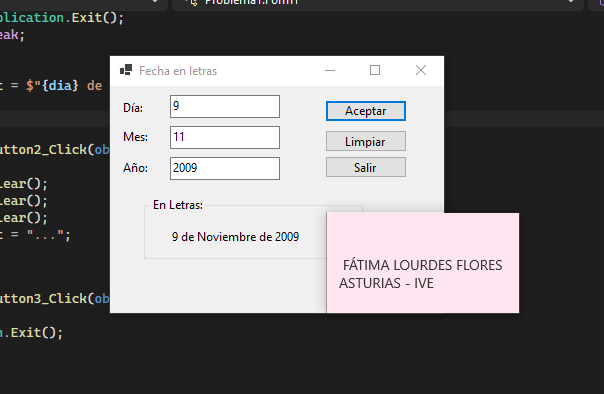 Problema1.Form1
plication.Exit();
eak;
Fecha en letras
t = $"{dia} de
Día:
9
Aceptar
Mes:
11
Limpiar
Año:
2009
Salir
utton2_Click(ob
lear();
lear();
lear();
t = "...";
En Letras:
9 de Noviembre de 2009
FÁTIMA LOURDES FLORES
ASTURIAS - IVE
utton3_Click(ob
n.Exit();